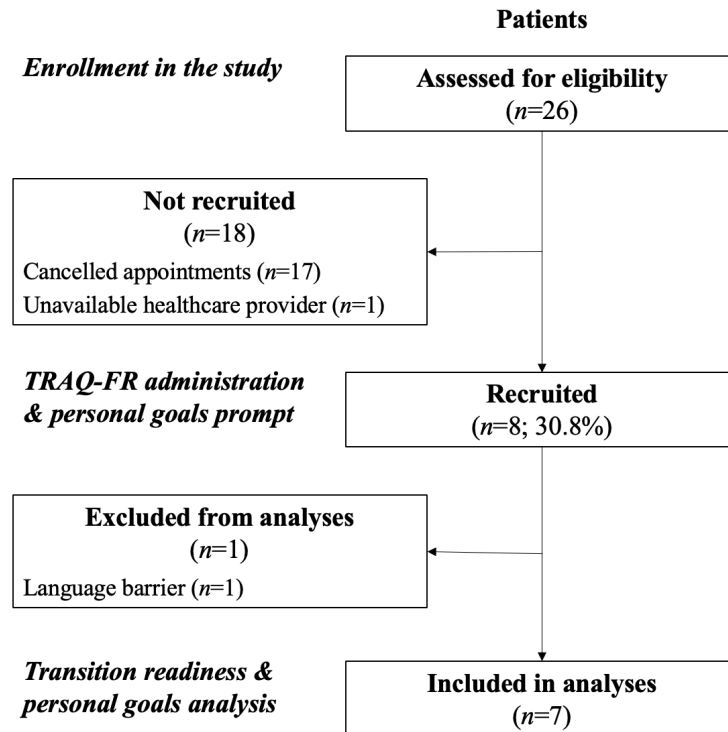 Patients
Enrollment in the study
Assessed for eligibility
(n=26)
Not recruited
(n=18)
Cancelled appointments (n=17)
Unavailable healthcare provider (n=1)
TRAQ-FR administration
& personal goals prompt
Recruited
(n=8; 30.8%)
Excluded from analyses
(n=1)
Language barrier (n=1)
Transition readiness &
personal goals analysis
Included in analyses
(n=7)